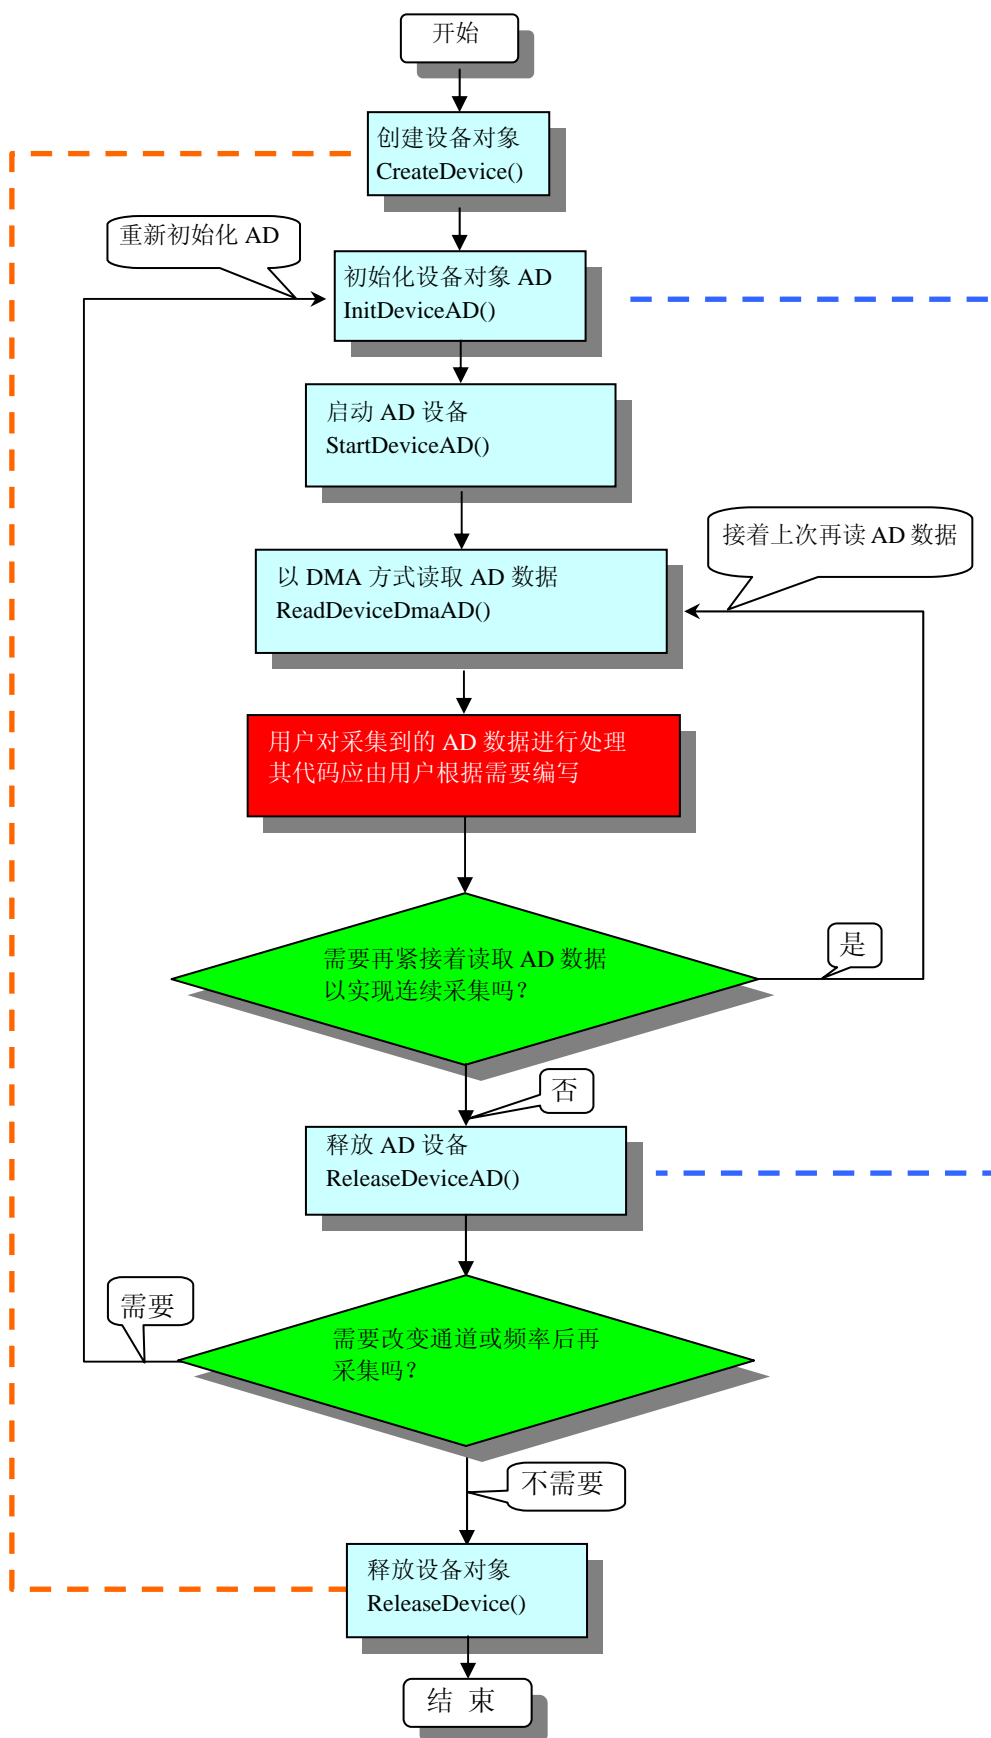 开始
创建设备对象
CreateDevice()
重新初始化 AD
初始化设备对象 AD
InitDeviceAD()
启动 AD 设备
StartDeviceAD()
接着上次再读 AD 数据
以 DMA 方式读取 AD 数据
ReadDeviceDmaAD()
用户对采集到的 AD 数据进行处理
其代码应由用户根据需要编写
需要再紧接着读取 AD 数据
以实现连续采集吗?
是
否
释放 AD 设备
ReleaseDeviceAD()
需要
需要改变通道或频率后再
采集吗?
不需要
释放设备对象
ReleaseDevice()
结 束